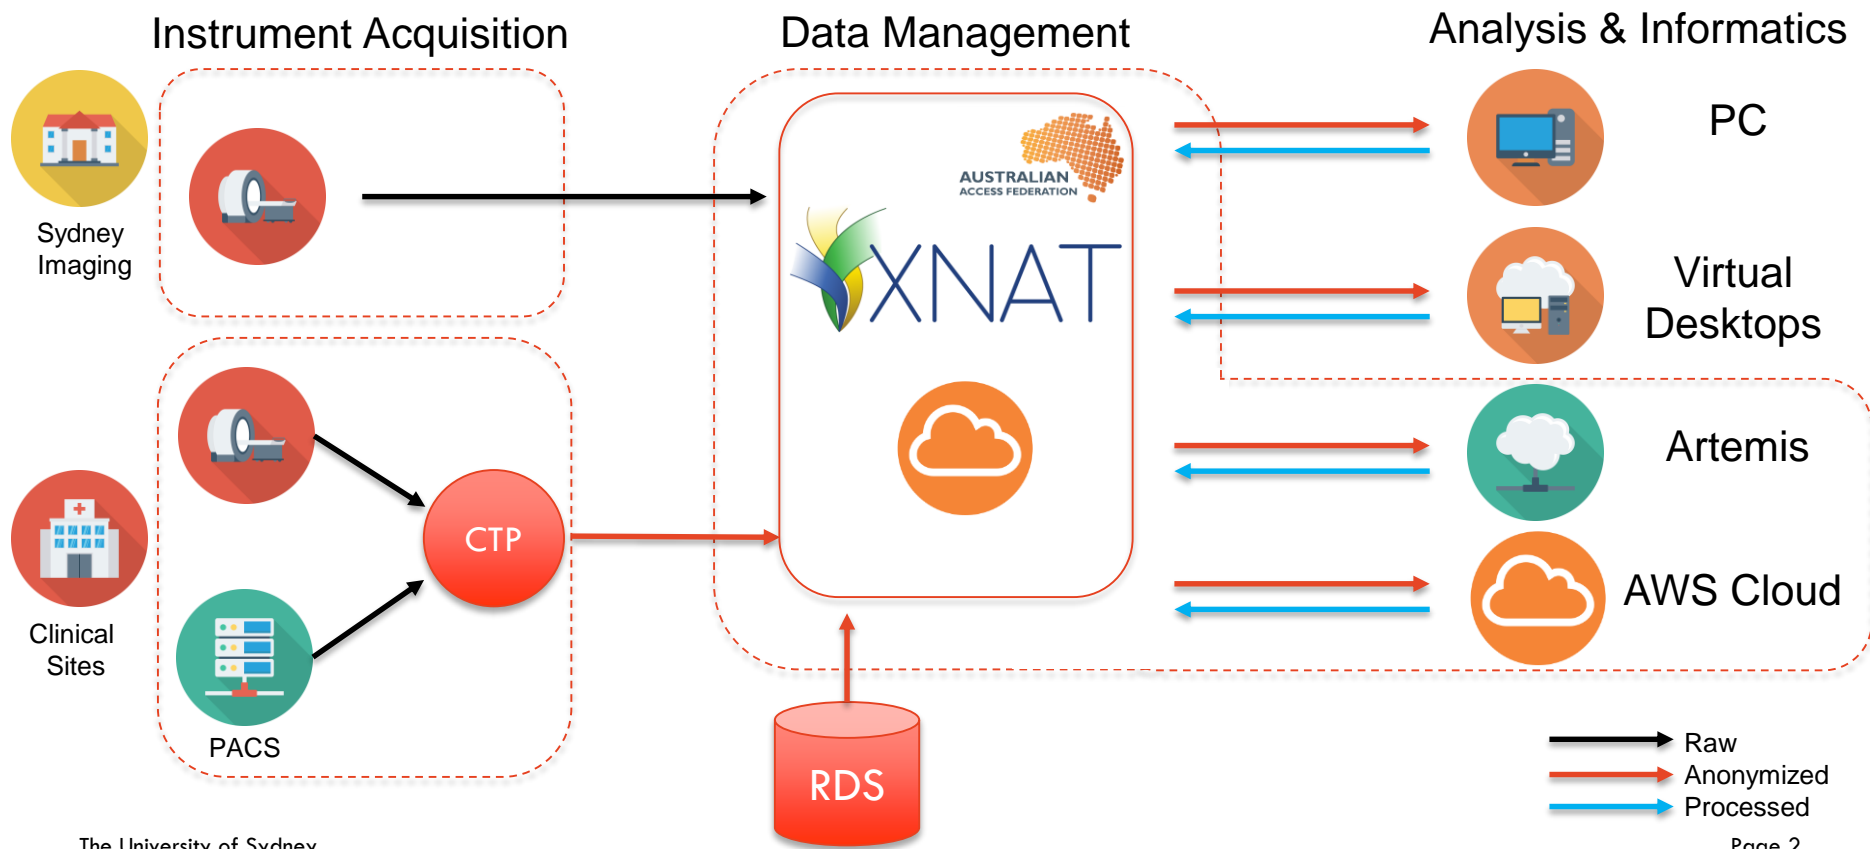 Instrument Acquisition
Data Management
Analysis & Informatics
Sydney
Imaging
AUSTRALIAN
ACCESS FEDERATION
XNAT
PC
Virtual
Desktops
Clinical
Sites
CTP
PACS
Artemis
AWS Cloud
RDS
Raw
Anonymized
Processed
The University of Sydney
Page 2